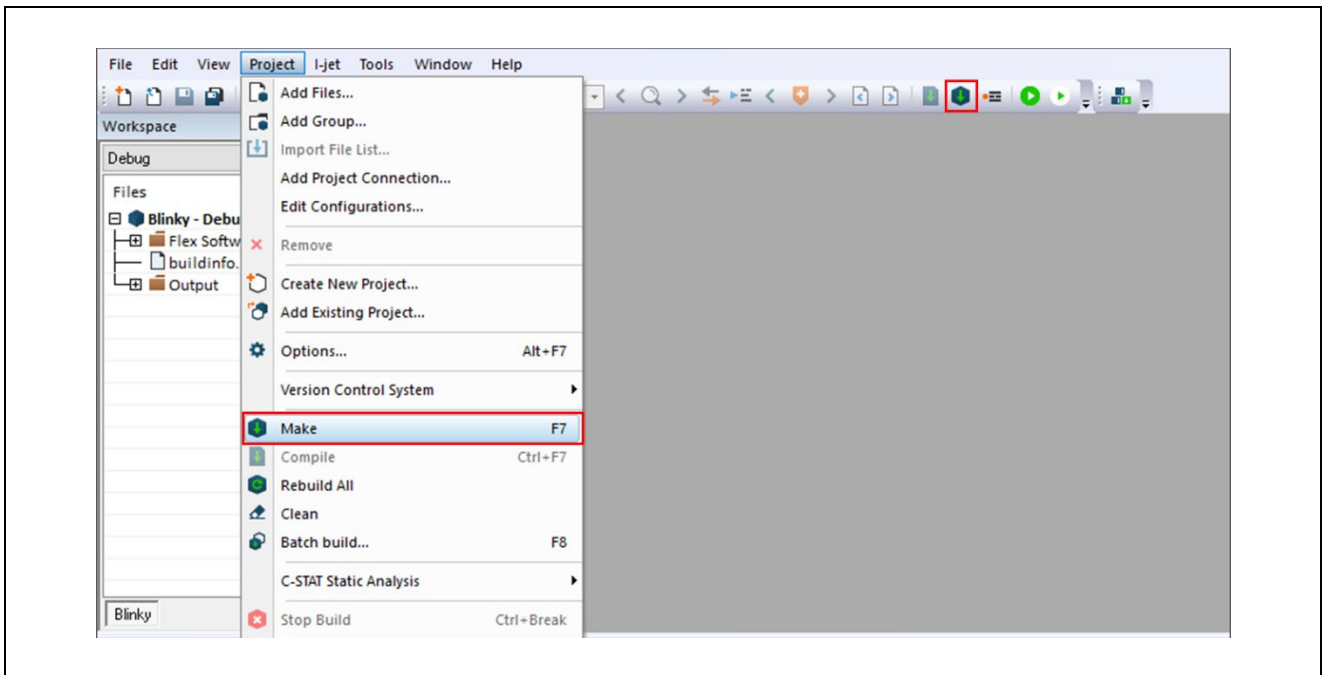 File Edit View Project I-jet Tools Window Help
Add Files...
Workspace
Add Group...
Debug
Import File List...
Add Project Connection...
Files
Edit Configurations...
Blinky - Debu
Flex Softw
Remove
buildinfo.
Output
Create New Project...
Add Existing Project...
Options... Alt+F7
Version Control System
Make F7
Compile Ctrl+F7
Rebuild All
Clean
Batch build... F8
C-STAT Static Analysis
Blinky
Stop Build Ctrl+Break